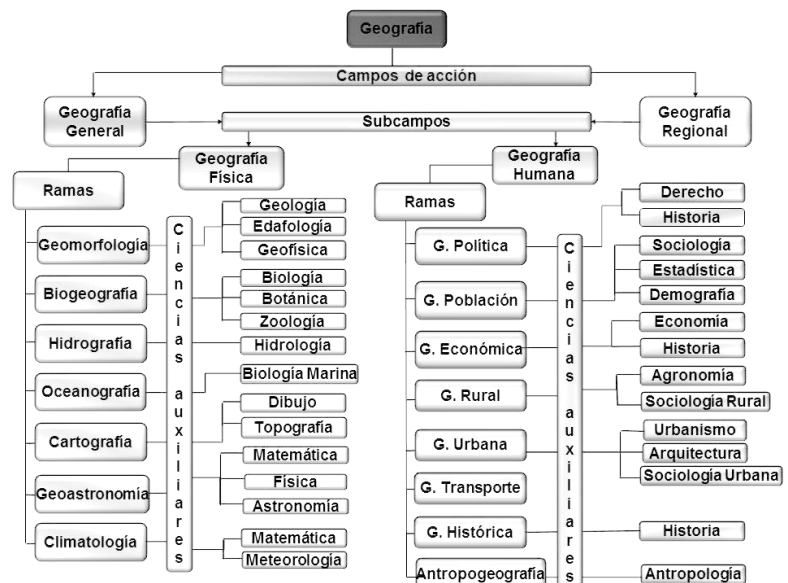 Geografía
Campos de acción
Geografía
General
Subcampos
Geografía
Regional
Geografía
Física
Ramas
Geomorfología
Biogeografía
Hidrografía
Oceanografía
Cartografía
Geoastronomía
Climatología
Ciencias auxiliares
Geología
Edafología
Geofísica
Biología
Botánica
Zoología
Hidrología
Biología Marina
Dibujo
Topografía
Matemática
Física
Astronomía
Matemática
Meteorología
Geografía
Humana
Ramas
G. Política
G. Población
G. Económica
G. Rural
G. Urbana
G. Transporte
G. Histórica
Antropogeografía
Ciencias auxiliares
Derecho
Historia
Sociología
Estadística
Demografía
Economía
Historia
Agronomía
Sociología Rural
Urbanismo
Arquitectura
Sociología Urbana
Historia
Antropología